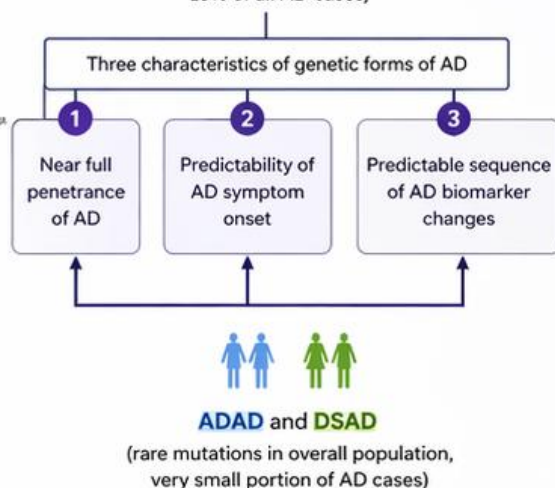 Three characteristics of genetic forms of AD
1
Near full
penetrance
of AD
2
Predictability of
AD symptom
onset
3
Predictable sequence
of AD biomarker
changes
ADAD and DSAD
(rare mutations in overall population,
very small portion of AD cases)